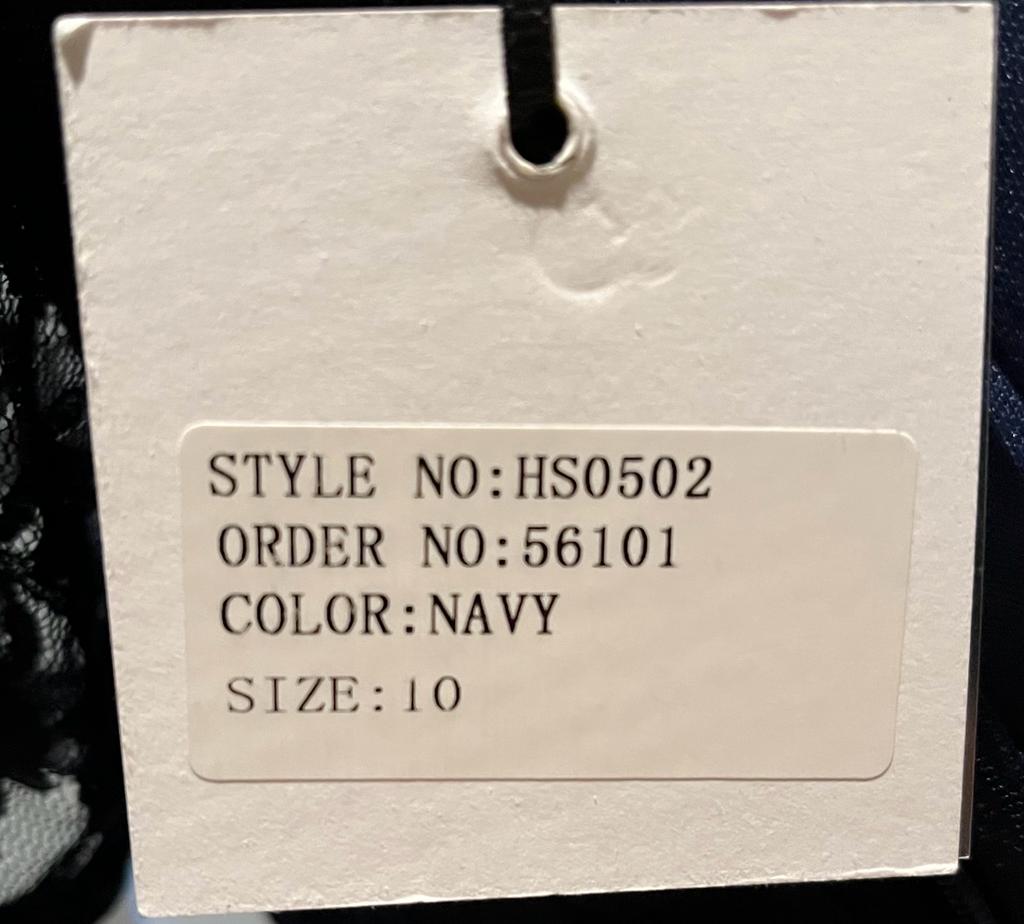 STYLE NO:HS0502
ORDER NO:56101
COLOR:NAVY
SIZE:10